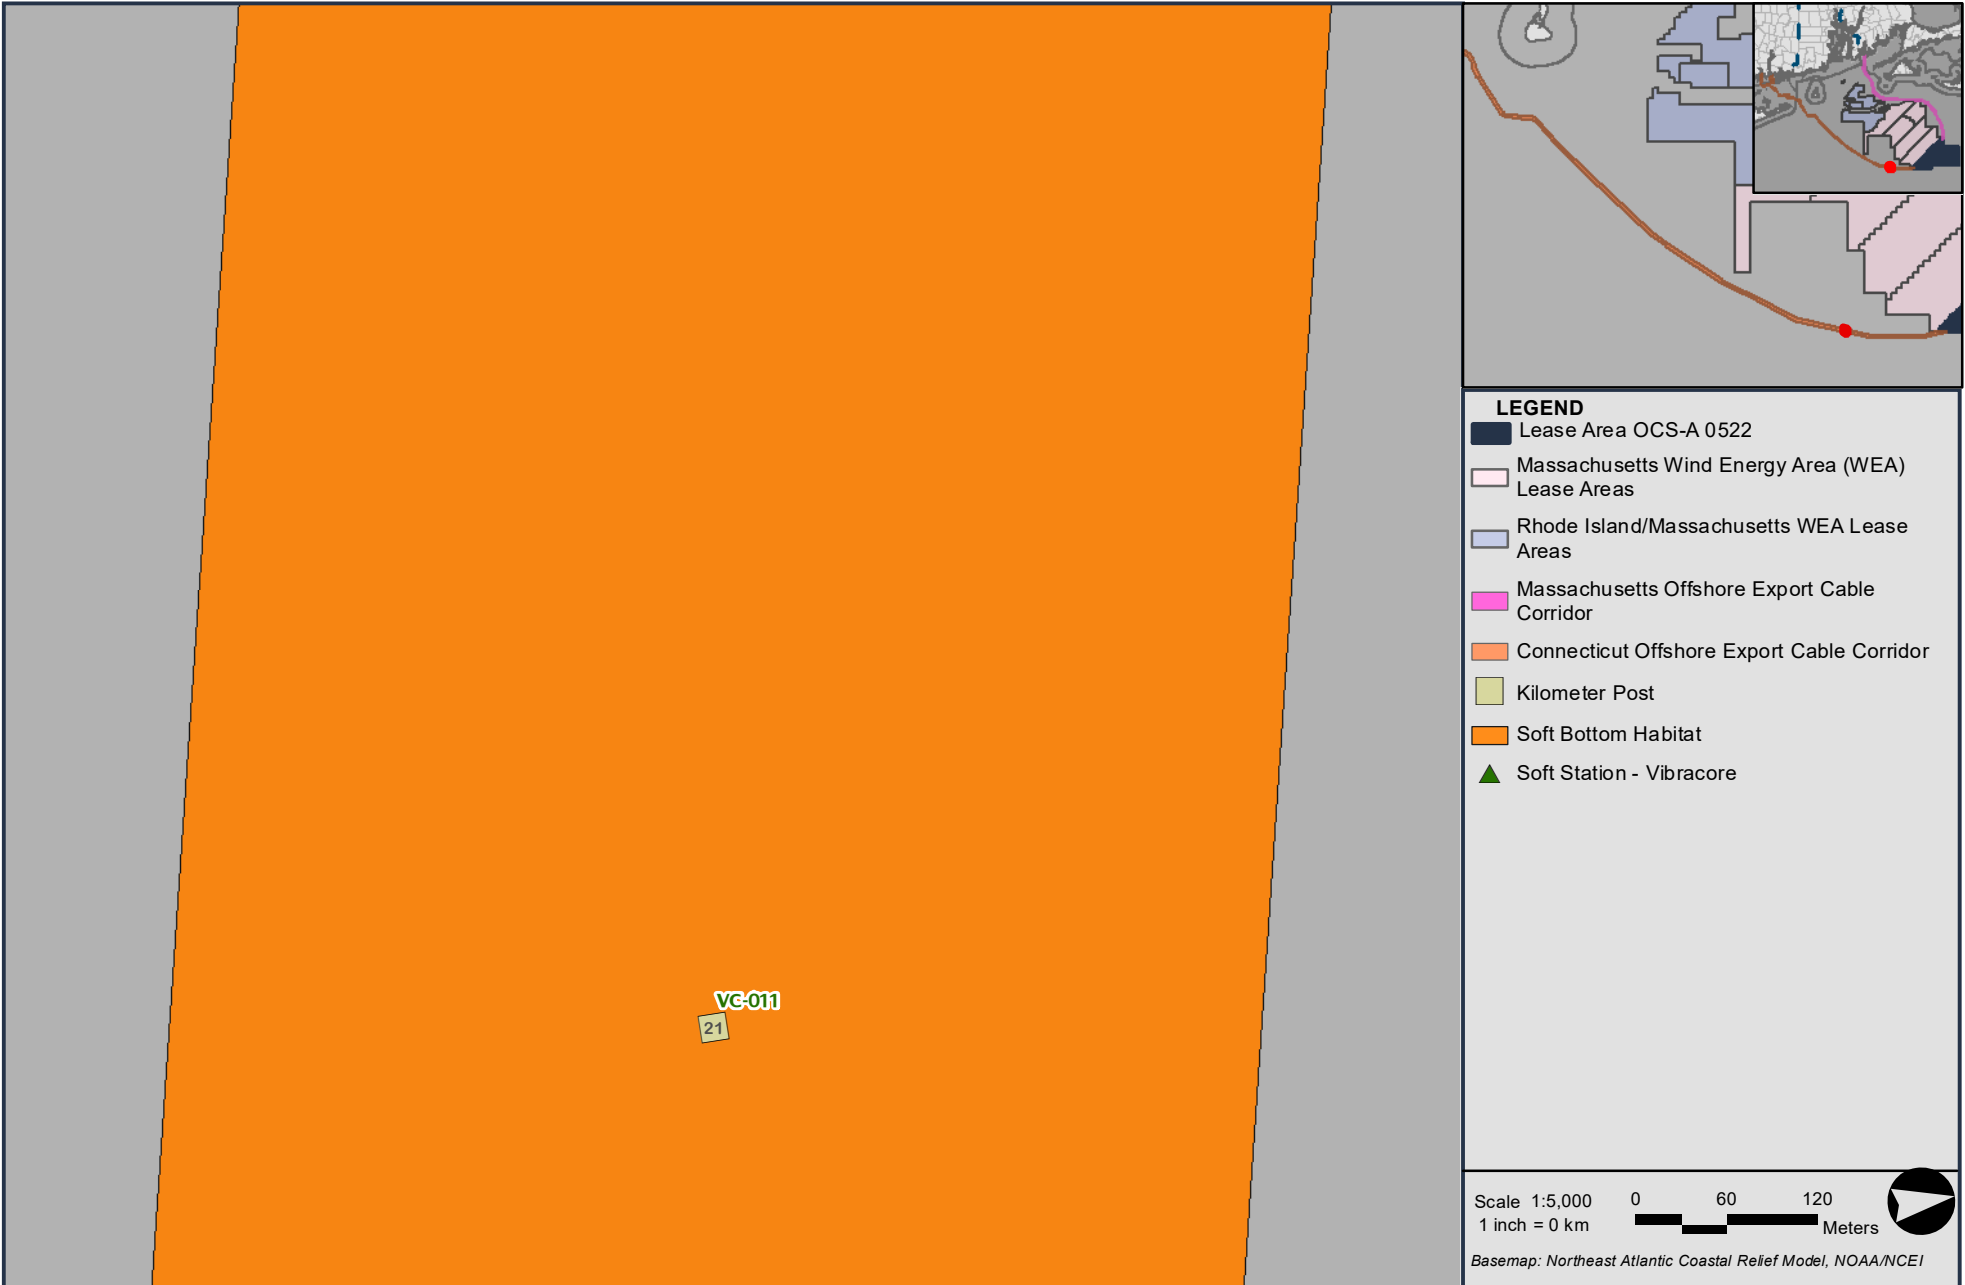 VC-011
21
LEGEND
Lease Area OCS-A 0522
Massachusetts Wind Energy Area (WEA)
Lease Areas
Rhode Island/Massachusetts WEA Lease
Areas
Massachusetts Offshore Export Cable
Corridor
Connecticut Offshore Export Cable Corridor
Kilometer Post
Soft Bottom Habitat
Soft Station - Vibracore
Scale 1:5,000
1 inch = 0 km
0 60 120
Meters
Basemap: Northeast Atlantic Coastal Relief Model, NOAA/NCEI